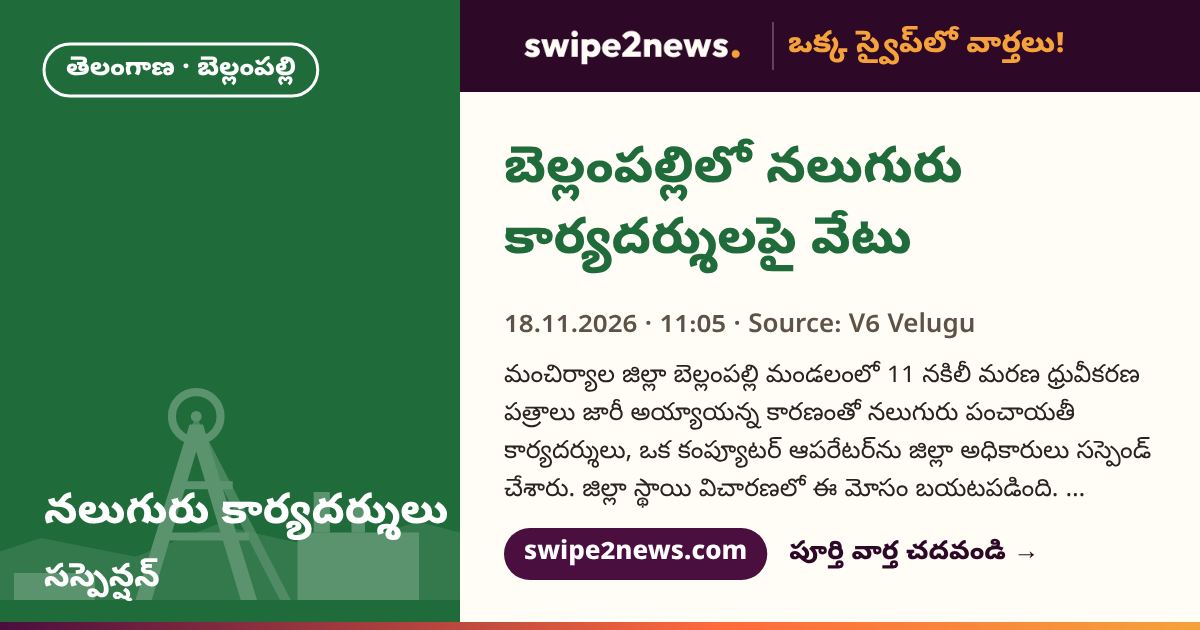 తెలంగాణ · బెల్లంపల్లి
నలుగురు కార్యదర్శులు
సస్పెన్షన్
swipe2news. ఒక్క స్వైప్‌లో వార్తలు!
బెల్లంపల్లిలో నలుగురు
కార్యదర్శులపై వేటు
18.11.2026 · 11:05 · Source: V6 Velugu
మంచిర్యాల జిల్లా బెల్లంపల్లి మండలంలో 11 నకిలీ మరణ ధ్రువీకరణ
పత్రాలు జారీ అయ్యాయన్న కారణంతో నలుగురు పంచాయతీ
కార్యదర్శులు, ఒక కంప్యూటర్ ఆపరేటర్‌ను జిల్లా అధికారులు సస్పెండ్
చేశారు. జిల్లా స్థాయి విచారణలో ఈ మోసం బయటపడింది. ...
swipe2news.com పూర్తి వార్త చదవండి →